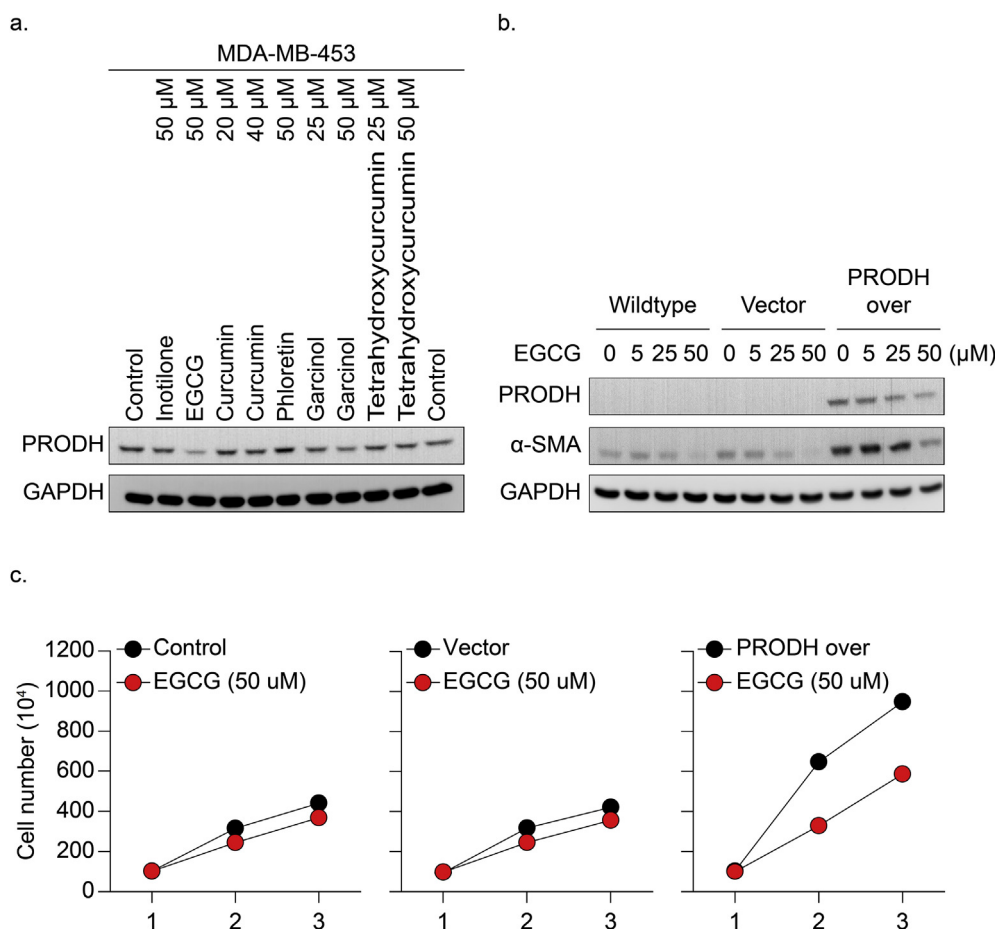 a.
MDA-MB-453
50 µM
50 µM
20 µM
40 µM
50 µM
25 µM
50 µM
Tetrahydroxycurcumin 25 µM
Tetrahydroxycurcumin 50 µM
Control
Inotilone
EGCG
Curcumin
Curcumin
Phloretin
Garcinol
Garcinol
Control
PRODH
GAPDH
b.
PRODH
Wildtype Vector over
EGCG 0 5 25 50 0 5 25 50 0 5 25 50 (µM)
PRODH
α-SMA
GAPDH
c.
Cell number (10⁴)
1200
1000
800
600
400
200
0
Control
EGCG (50 uM)
1 2 3
Vector
EGCG (50 uM)
1 2 3
PRODH over
EGCG (50 uM)
1 2 3